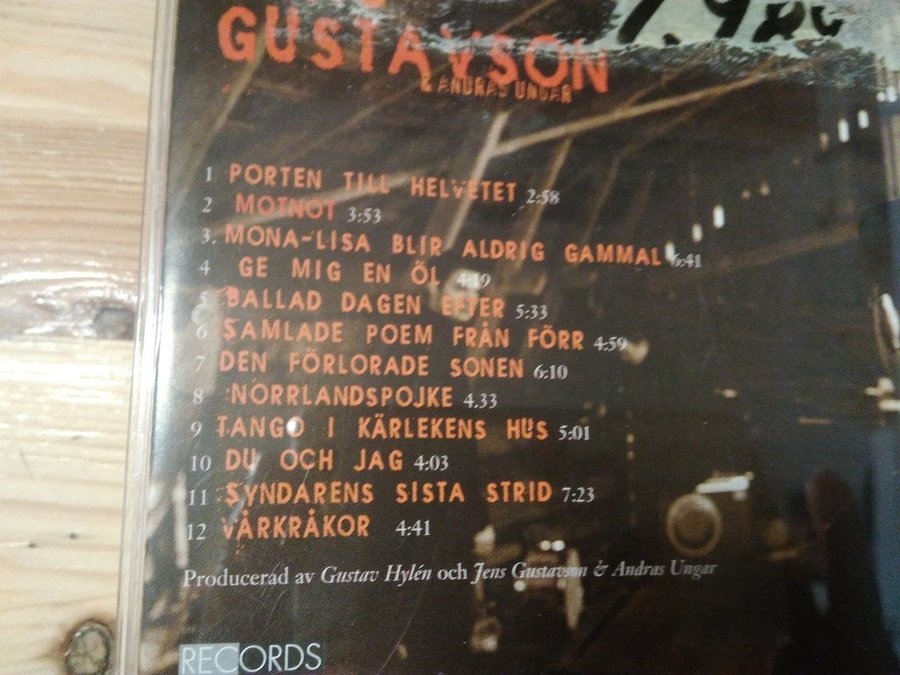 GUSTAVSON
& ANDRAS UNGAR
1 PORTEN TILL HELVETET 2:58
2 MOTNOT 3:53
3. MONA-LISA BLIR ALDRIG GAMMAL 6:41
4 GE MIG EN ÖL 4:19
5 BALLAD DAGEN EFTER 5:33
6 SAMLADE POEM FRÅN FÖRR 4:59
7 DEN FÖRLORADE SONEN 6:10
8 NORRLANDSPOJKE 4.33
9 TANGO I KÄRLEKENS HUS 5:01
10 DU OCH JAG 4:03
11 SYNDARENS SISTA STRID 7:23
12 VÅRKRÅKOR 4:41
Producerad av Gustav Hylén och Jens Gustavson & Andras Ungar
RECORDS